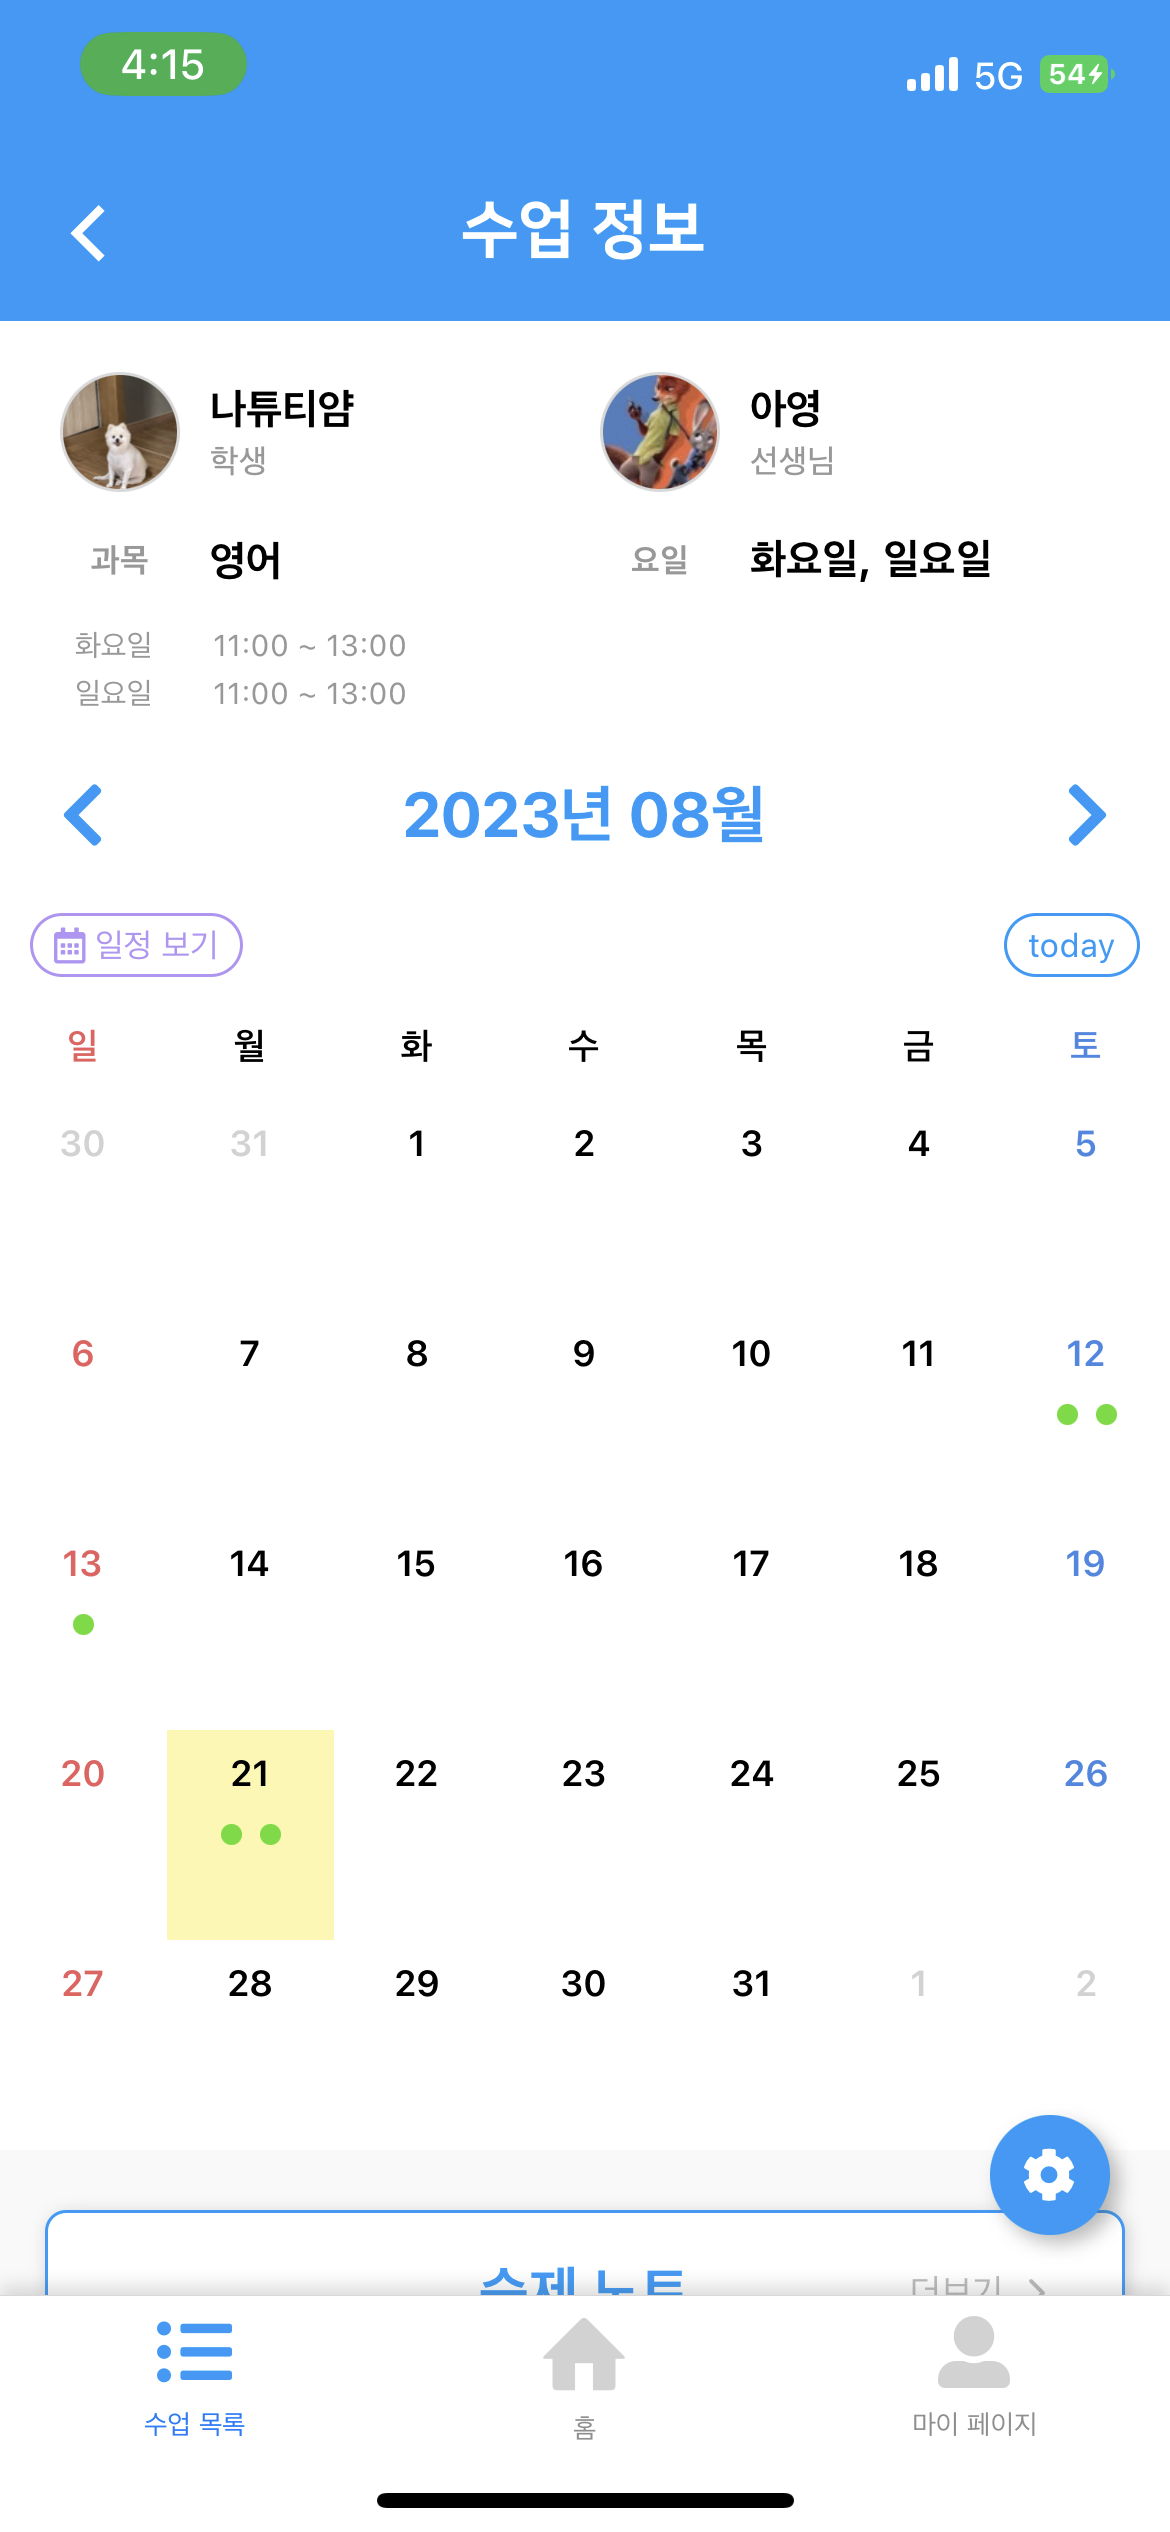 4:15
5G
54
수업 정보
나튜티얌
학생
아영
선생님
과목
영어
요일
화요일, 일요일
화요일
11:00 ~ 13:00
일요일
11:00 ~ 13:00
2023년 08월
일정 보기
today
일 월 화 수 목 금 토
30 31 1 2 3 4 5
6 7 8 9 10 11 12
13 14 15 16 17 18 19
20 21 22 23 24 25 26
27 28 29 30 31 1 2
숙제 노트
더보기
수업 목록
홈
마이 페이지